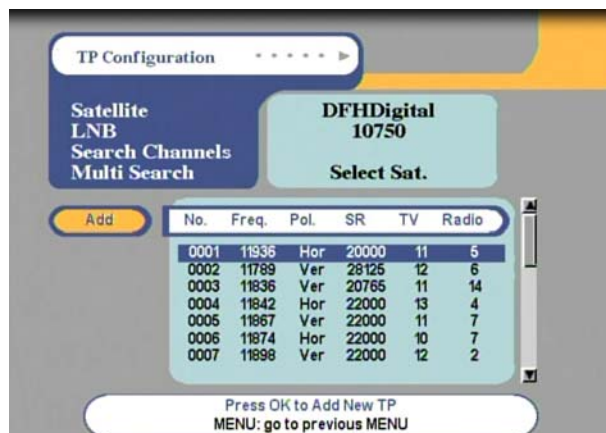 TP Configuration
Satellite DFHDigital
LNB 10750
Search Channels
Multi Search Select Sat.
Add
No. Freq. Pol. SR TV Radio
0001 11936 Hor 20000 11 5
0002 11789 Ver 28125 12 6
0003 11836 Ver 20765 11 14
0004 11842 Hor 22000 13 4
0005 11867 Ver 22000 11 7
0006 11874 Hor 22000 10 7
0007 11898 Ver 22000 12 2
Press OK to Add New TP
MENU: go to previous MENU